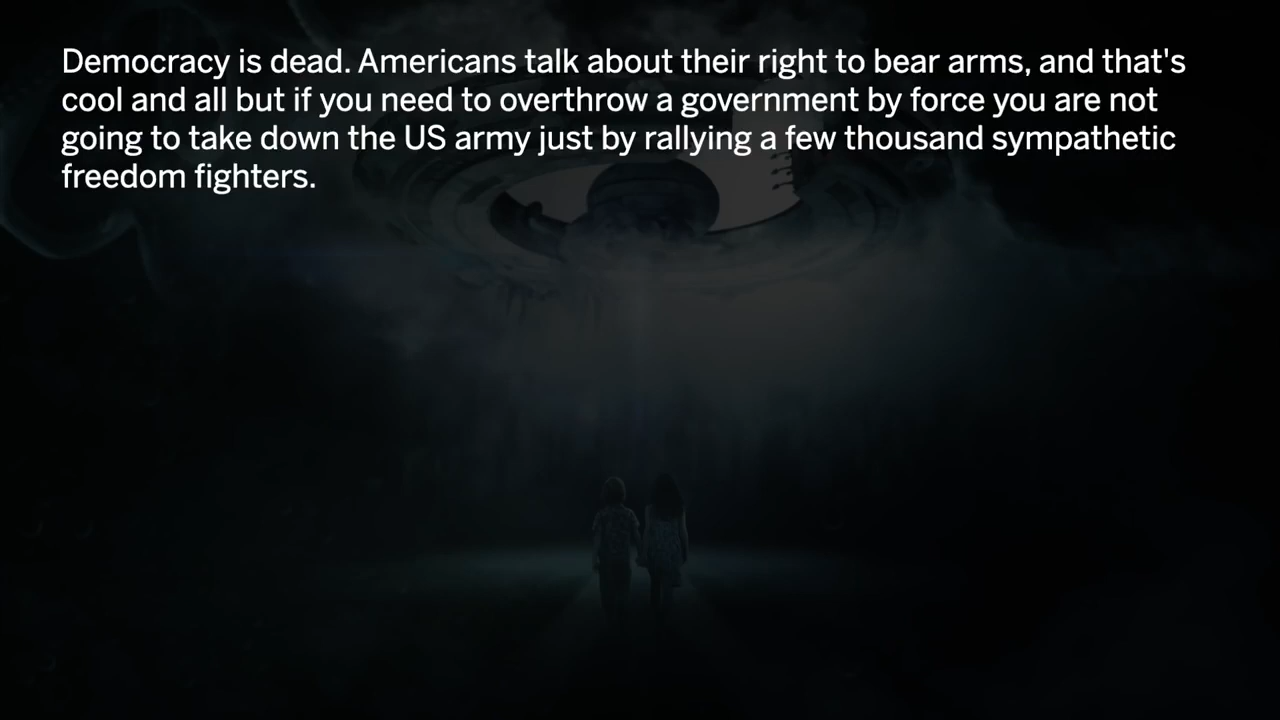 Democracy is dead. Americans talk about their right to bear arms, and that's
cool and all but if you need to overthrow a government by force you are not
going to take down the US army just by rallying a few thousand sympathetic
freedom fighters.